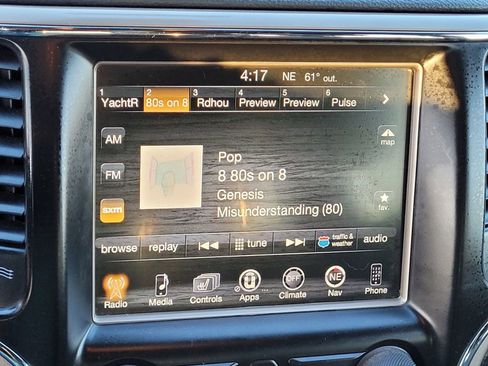 4:17 NE 61° out.
1 2 3 4 5 6
YachtR 80s on 8 Rdhou Preview Preview Pulse
AM
Pop
map
8 80s on 8
FM
Genesis
sxm
Misunderstanding (80)
fav.
browse replay tune traffic & weather audio
OFF NE
Radio Media Controls Apps Climate Nav Phone